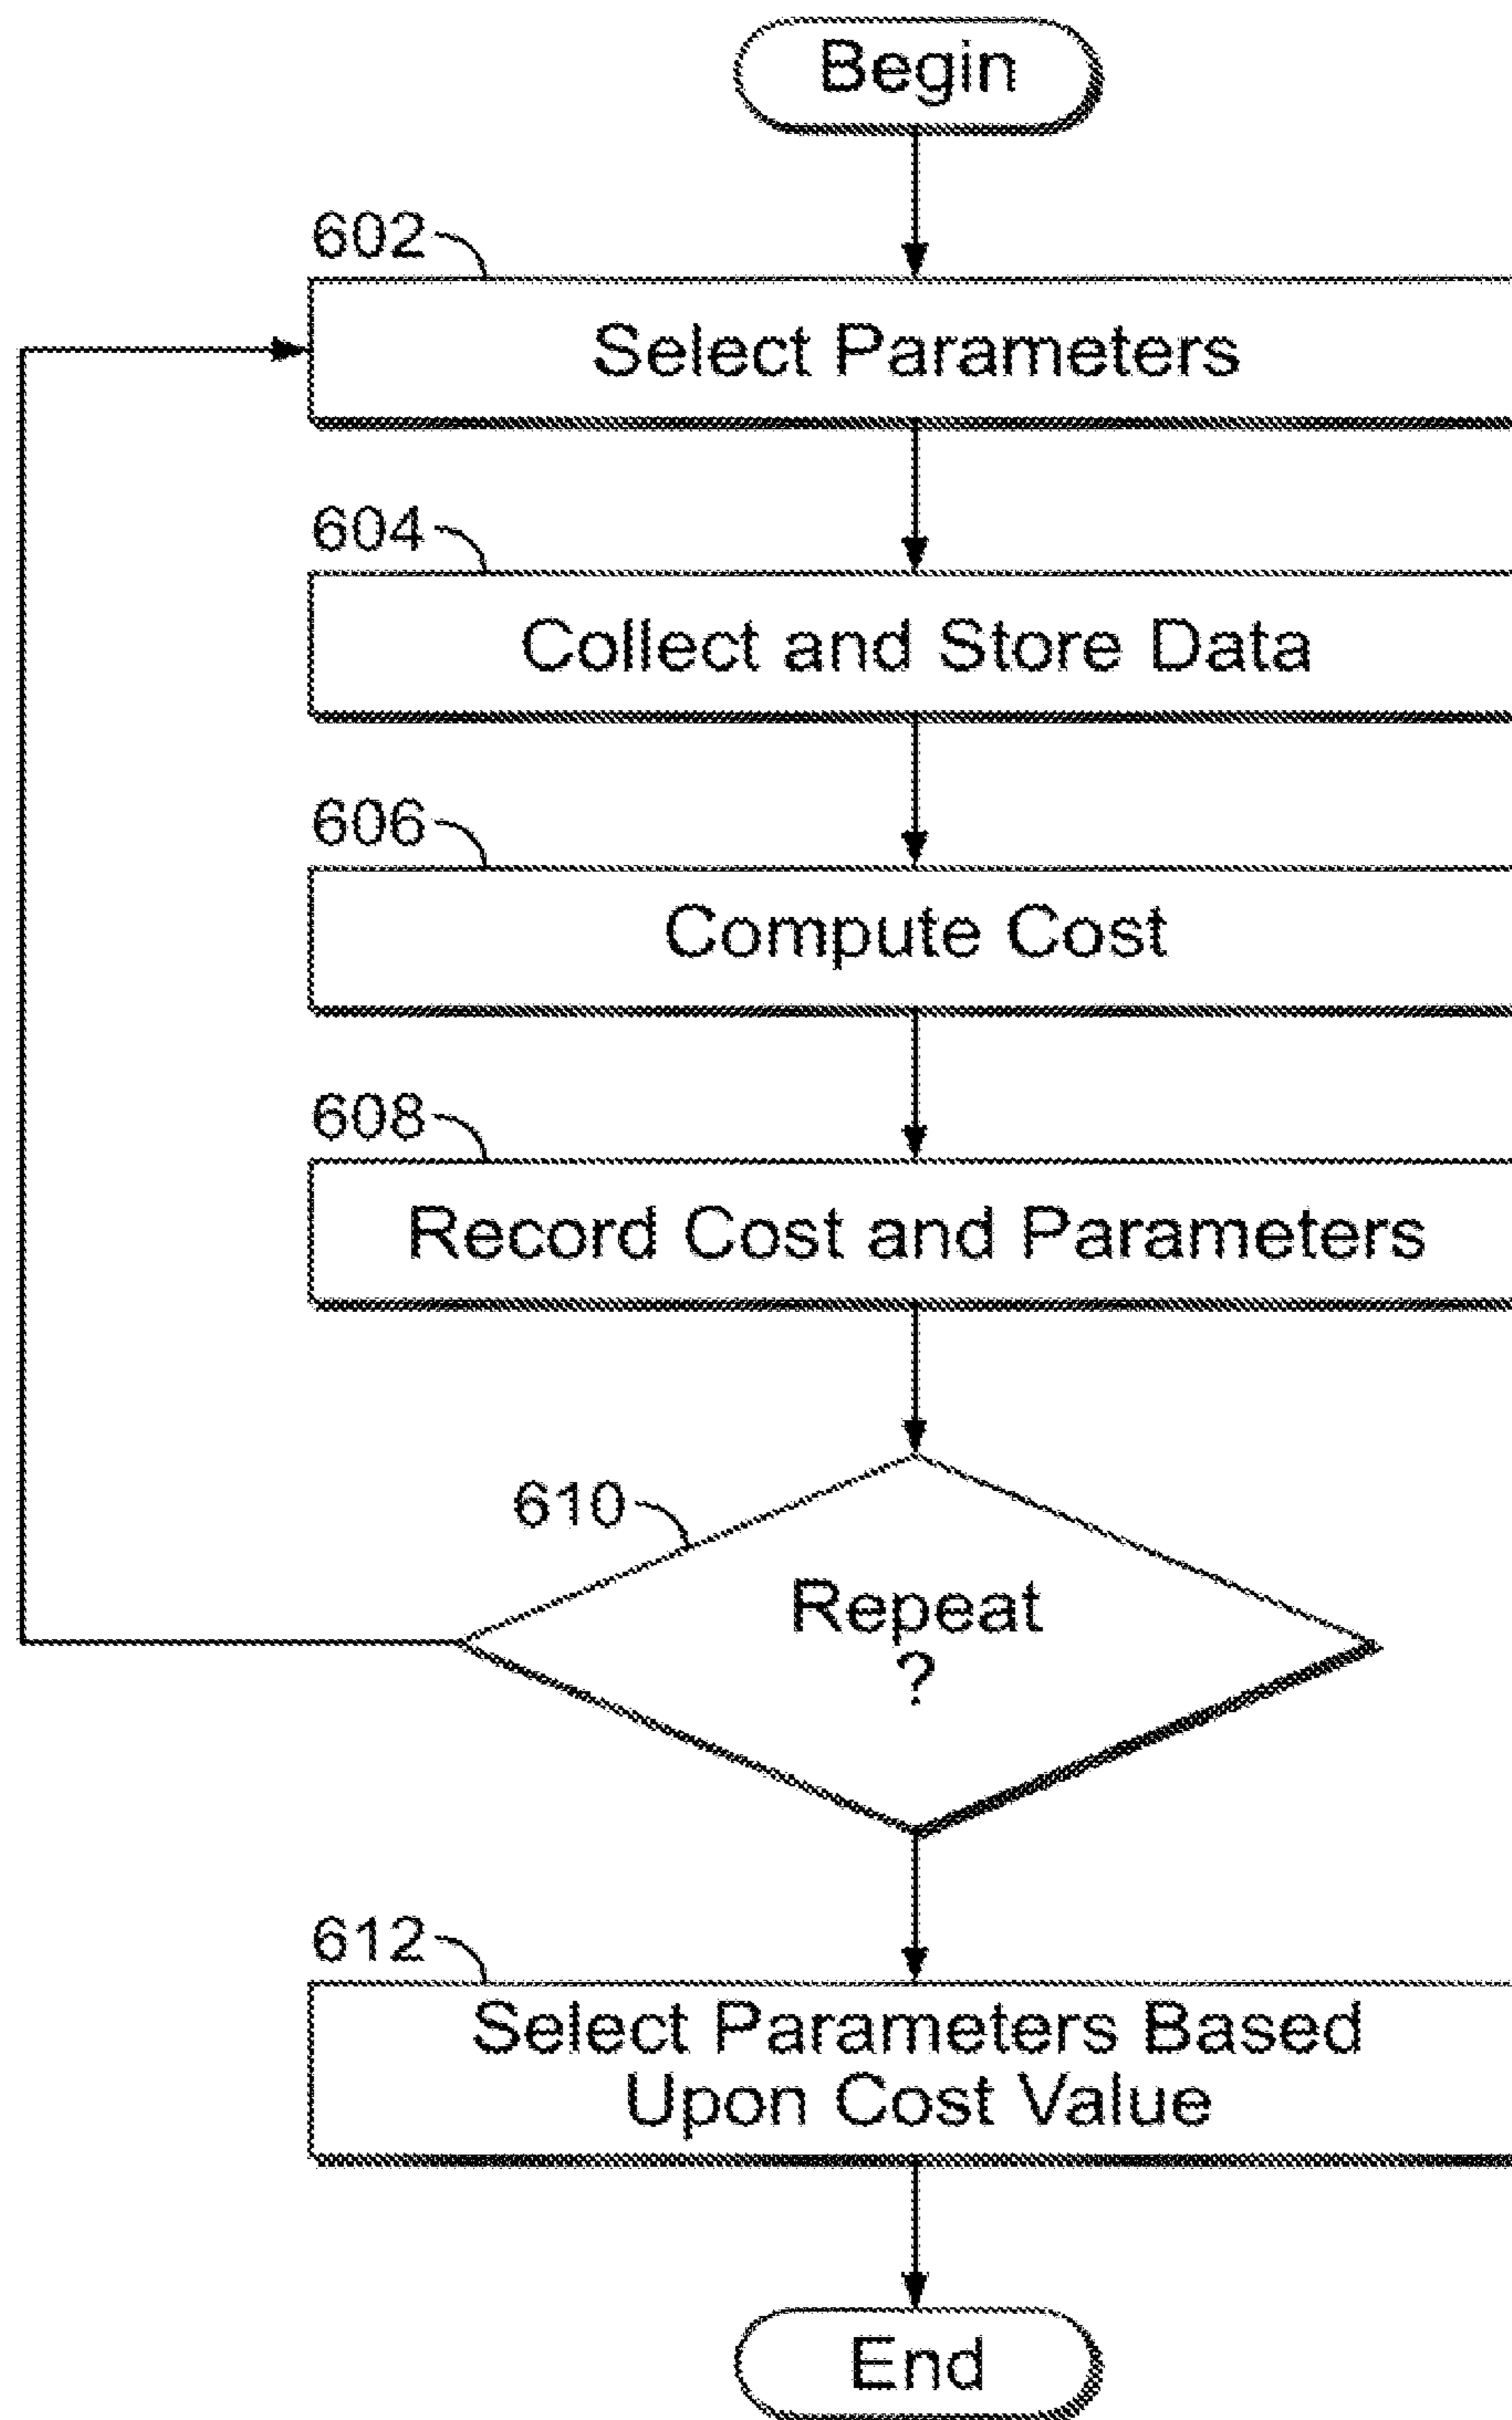 Begin
602
Select Parameters
604
Collect and Store Data
606
Compute Cost
608
Record Cost and Parameters
610
Repeat
?
612
Select Parameters Based
Upon Cost Value
End